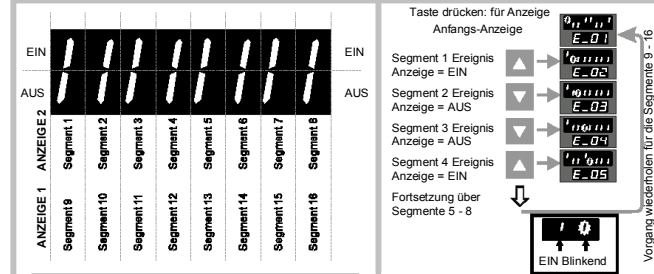 EIN
EIN
AUS
AUS
ANZEIGE 2
Segment 1
Segment 2
Segment 3
Segment 4
Segment 5
Segment 6
Segment 7
Segment 8
ANZEIGE 1
Segment 9
Segment 10
Segment 11
Segment 12
Segment 13
Segment 14
Segment 15
Segment 16
Taste drücken: für Anzeige
Anfangs-Anzeige
E_01
Segment 1 Ereignis
Anzeige = EIN
E_02
Segment 2 Ereignis
Anzeige = AUS
E_03
Segment 3 Ereignis
Anzeige = AUS
E_04
Segment 4 Ereignis
Anzeige = EIN
E_05
Fortsetzung über
Segmente 5 - 8
EIN Blinkend
Vorgang wiederholen für die Segmente 9 - 16